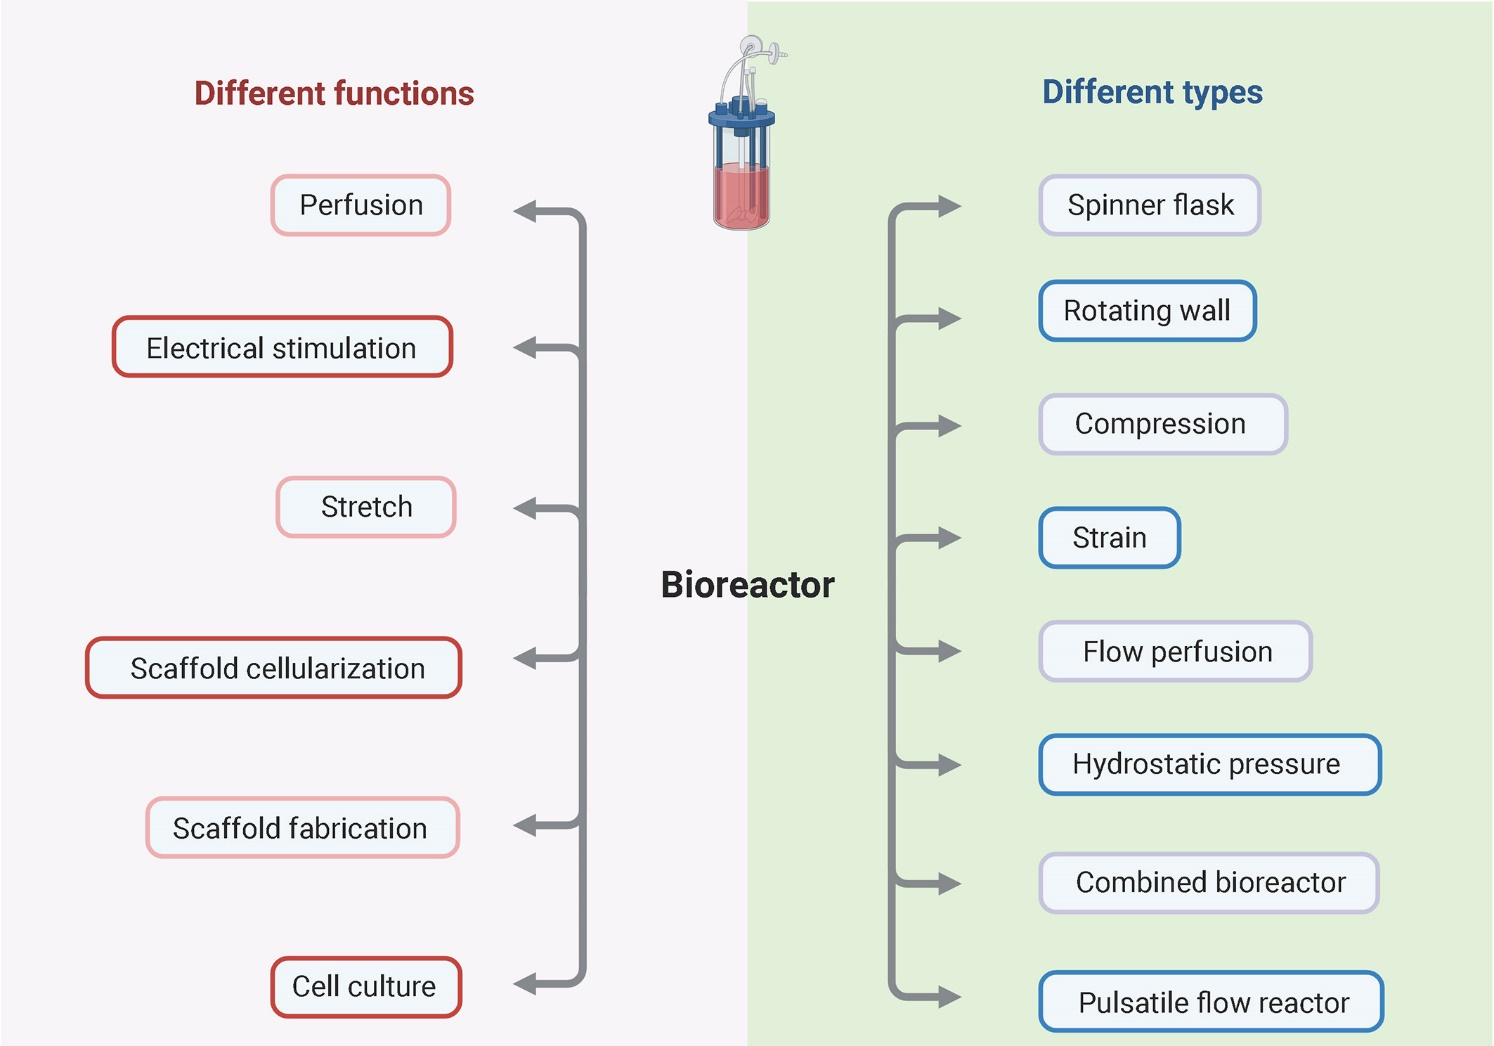 Different functions
Perfusion
Electrical stimulation
Stretch
Scaffold cellularization
Scaffold fabrication
Cell culture
Bioreactor
Different types
Spinner flask
Rotating wall
Compression
Strain
Flow perfusion
Hydrostatic pressure
Combined bioreactor
Pulsatile flow reactor